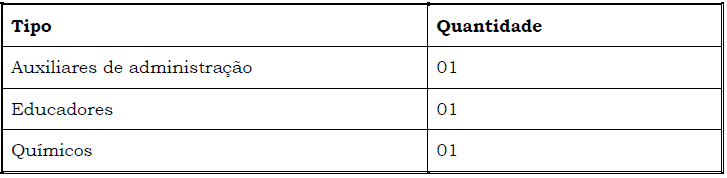 Tipo Quantidade
Auxiliares de administração 01
Educadores 01
Químicos 01